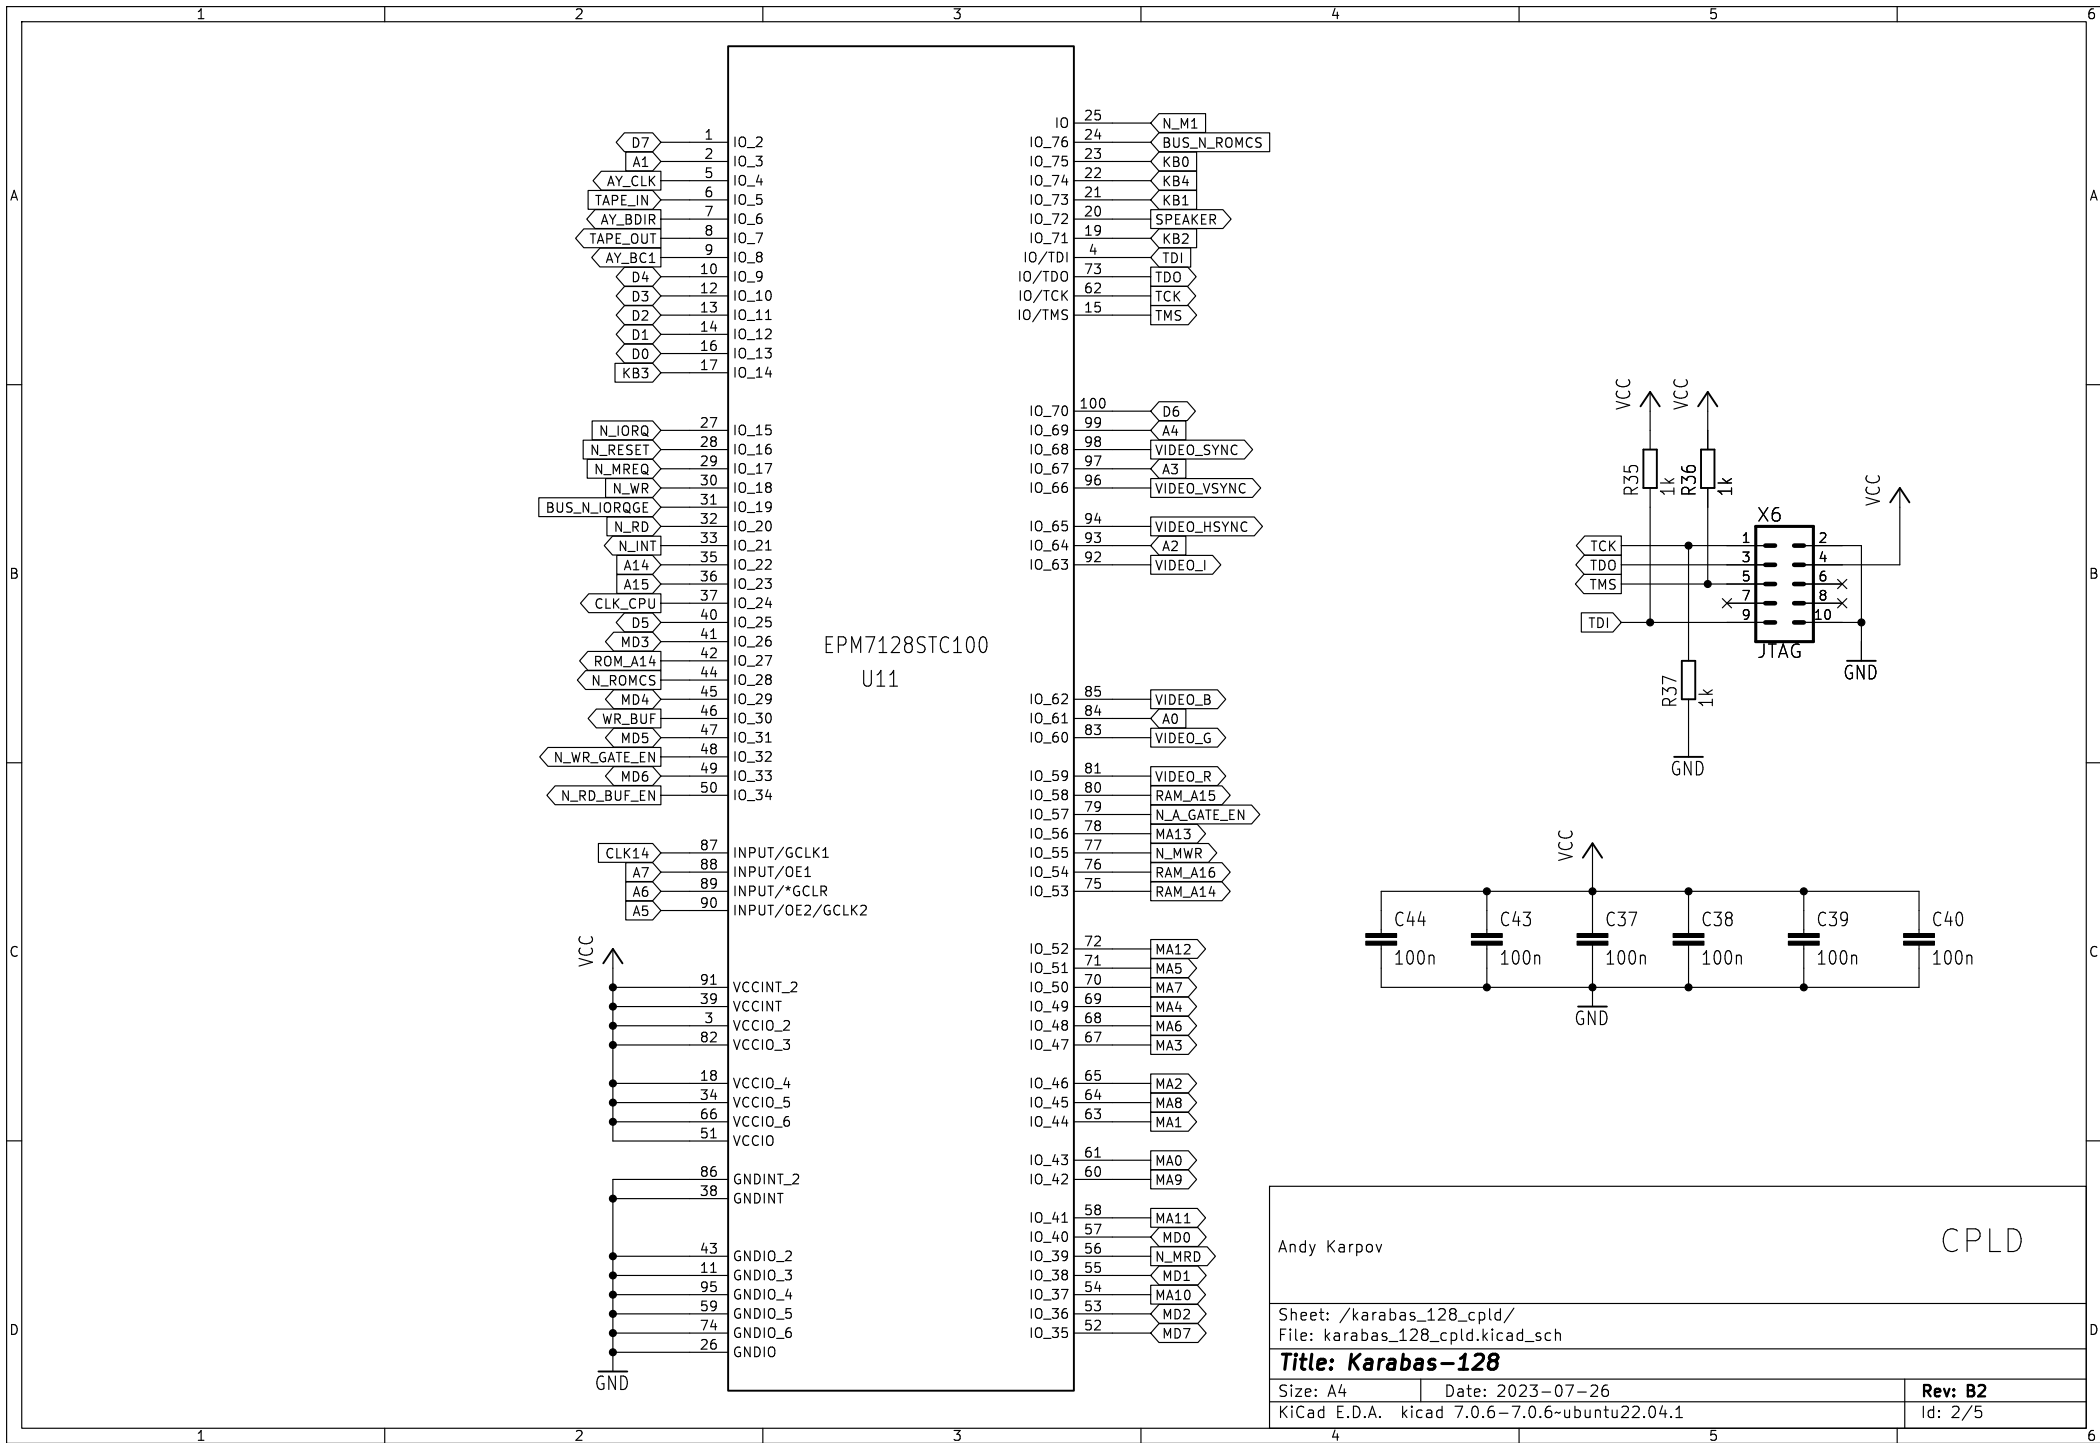 1 2 3 4 5 6
A A
B B
C C
D D
EPM7128STC100
U11
D7 1 IO_2
A1 2 IO_3
AY_CLK 5 IO_4
TAPE_IN 6 IO_5
AY_BDIR 7 IO_6
TAPE_OUT 8 IO_7
AY_BC1 9 IO_8
D4 10 IO_9
D3 12 IO_10
D2 13 IO_11
D1 14 IO_12
D0 16 IO_13
KB3 17 IO_14
N_IORQ 27 IO_15
N_RESET 28 IO_16
N_MREQ 29 IO_17
N_WR 30 IO_18
BUS_N_IORQGE 31 IO_19
N_RD 32 IO_20
N_INT 33 IO_21
A14 35 IO_22
A15 36 IO_23
CLK_CPU 37 IO_24
D5 40 IO_25
MD3 41 IO_26
ROM_A14 42 IO_27
N_ROMCS 44 IO_28
MD4 45 IO_29
WR_BUF 46 IO_30
MD5 47 IO_31
N_WR_GATE_EN 48 IO_32
MD6 49 IO_33
N_RD_BUF_EN 50 IO_34
CLK14 87 INPUT/GCLK1
A7 88 INPUT/OE1
A6 89 INPUT/*GCLR
A5 90 INPUT/OE2/GCLK2
VCC
91 VCCINT_2
39 VCCINT
3 VCCIO_2
82 VCCIO_3
18 VCCIO_4
34 VCCIO_5
66 VCCIO_6
51 VCCIO
86 GNDINT_2
38 GNDINT
43 GNDIO_2
11 GNDIO_3
95 GNDIO_4
59 GNDIO_5
74 GNDIO_6
26 GNDIO
GND
IO 25 N_M1
IO_76 24 BUS_N_ROMCS
IO_75 23 KB0
IO_74 22 KB4
IO_73 21 KB1
IO_72 20 SPEAKER
IO_71 19 KB2
IO/TDI 4 TDI
IO/TDO 73 TDO
IO/TCK 62 TCK
IO/TMS 15 TMS
IO_70 100 D6
IO_69 99 A4
IO_68 98 VIDEO_SYNC
IO_67 97 A3
IO_66 96 VIDEO_VSYNC
IO_65 94 VIDEO_HSYNC
IO_64 93 A2
IO_63 92 VIDEO_I
IO_62 85 VIDEO_B
IO_61 84 A0
IO_60 83 VIDEO_G
IO_59 81 VIDEO_R
IO_58 80 RAM_A15
IO_57 79 N_A_GATE_EN
IO_56 78 MA13
IO_55 77 N_MWR
IO_54 76 RAM_A16
IO_53 75 RAM_A14
IO_52 72 MA12
IO_51 71 MA5
IO_50 70 MA7
IO_49 69 MA4
IO_48 68 MA6
IO_47 67 MA3
IO_46 65 MA2
IO_45 64 MA8
IO_44 63 MA1
IO_43 61 MA0
IO_42 60 MA9
IO_41 58 MA11
IO_40 57 MD0
IO_39 56 N_MRD
IO_38 55 MD1
IO_37 54 MA10
IO_36 53 MD2
IO_35 52 MD7
VCC VCC
R35 1k R36 1k VCC
X6
TCK 1 2
TDO 3 4
TMS 5 6
7 8
TDI 9 10
JTAG
GND
R37 1k
GND
VCC
C44 C43 C37 C38 C39 C40
100n 100n 100n 100n 100n 100n
GND
Andy Karpov CPLD
Sheet: /karabas_128_cpld/
File: karabas_128_cpld.kicad_sch
Title: Karabas-128
Size: A4 Date: 2023-07-26 Rev: B2
KiCad E.D.A. kicad 7.0.6-7.0.6~ubuntu22.04.1 Id: 2/5
1 2 3 4 5 6